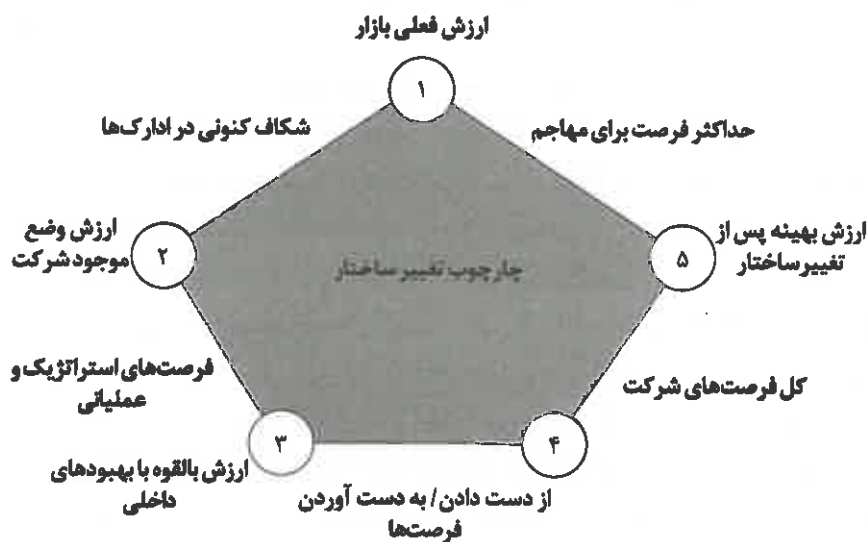 ارزش فعلی بازار
۱
شکاف کنونی در ادارک‌ها
حداکثر فرصت برای مهاجم
ارزش وضع
موجود شرکت
۲
ارزش بهینه پس از
تغییر ساختار
۵
چارچوب تغییر ساختار
فرصت‌های استراتژیک و
عملیاتی
کل فرصت‌های شرکت
۳
ارزش بالقوه با بهبودهای
داخلی
۴
از دست دادن / به دست آوردن
فرصت‌ها